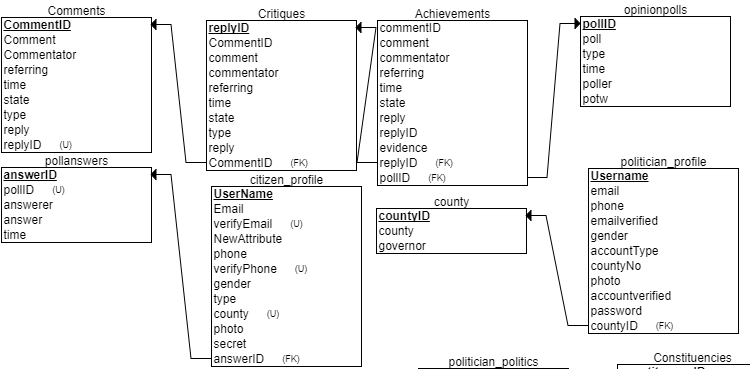 Comments
CommentID
Comment
Commentator
referring
time
state
type
reply
replyID (U)
Critiques
replyID
CommentID
comment
commentator
referring
time
state
type
reply
CommentID (FK)
Achievements
commentID
comment
commentator
referring
time
state
reply
replyID
evidence
replyID (FK)
pollID (FK)
opinionpolls
pollID
poll
type
time
poller
potw
pollanswers
answerID
pollID (U)
answerer
answer
time
citizen_profile
UserName
Email
verifyEmail (U)
NewAttribute
phone
verifyPhone (U)
gender
type
county (U)
photo
secret
answerID (FK)
county
countyID
county
governor
politician_profile
Username
email
phone
emailverified
gender
accountType
countyNo
photo
accountverified
password
countyID (FK)
politician_politics
Constituencies